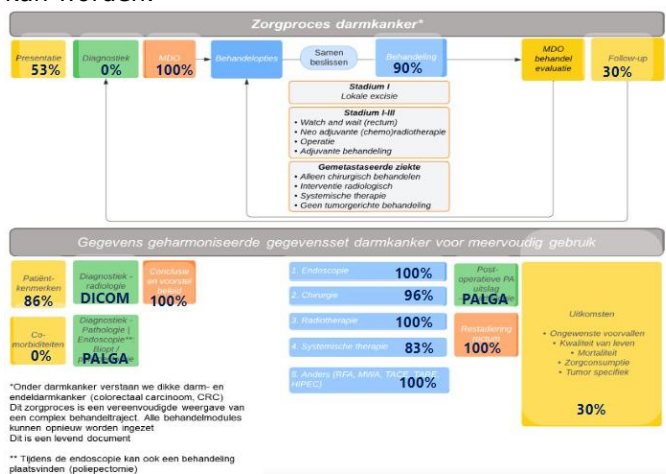 kan worden.
Zorgproces darmkanker*
Presentatie
53%
Diagnostiek
0%
MDO
100%
Behandelopties
Samen
beslissen
Behandeling
90%
MDO
behandel
evaluatie
Follow-up
30%
Stadium I
Lokale excisie
Stadium I-III
• Watch and wait (rectum)
• Neo adjuvante (chemo)radiotherapie
• Operatie
• Adjuvante behandeling
Gemetastaseerde ziekte
• Alleen chirurgisch behandelen
• Interventie radiologisch
• Systemische therapie
• Geen tumorgerichte behandeling
Gegevens geharmoniseerde gegevensset darmkanker voor meervoudig gebruik
Patiënt-
kenmerken
86%
Diagnostiek -
radiologie
DICOM
Conclusie
en voorstel
beleid
100%
Co-
morbiditeiten
0%
Diagnostiek -
Pathologie |
Endoscopie**:
Biopt /
PALGA
1. Endoscopie 100%
2. Chirurgie 96%
3. Radiotherapie 100%
4. Systemische therapie 83%
5. Anders (RFA, MWA, TACE, TARE,
HIPEC) 100%
Post-
operatieve PA
uitslag
PALGA
Restadiering
rectum
100%
Uitkomsten
• Ongewenste voorvallen
• Kwaliteit van leven
• Mortaliteit
• Zorgconsumptie
• Tumor specifiek
30%
*Onder darmkanker verstaan we dikke darm- en
endeldarmkanker (colorectaal carcinoom, CRC)
Dit zorgproces is een vereenvoudigde weergave van
een complex behandeltraject. Alle behandelmodules
kunnen opnieuw worden ingezet
Dit is een levend document
** Tijdens de endoscopie kan ook een behandeling
plaatsvinden (poliepectomie)